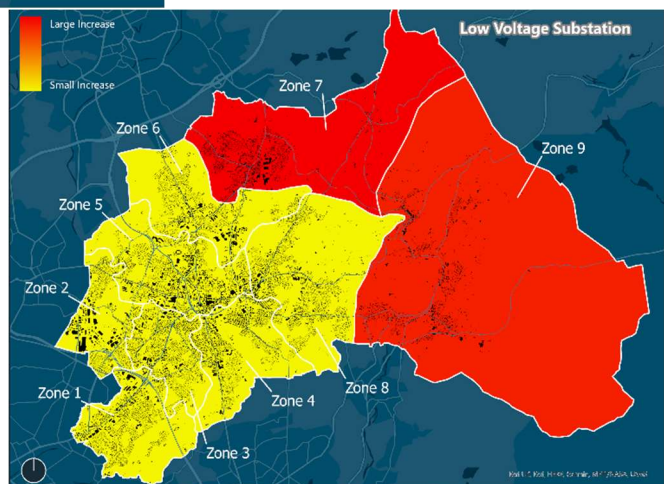 Large Increase
Low Voltage Substation
Small Increase
Zone 7
Zone 6
Zone 9
Zone 5
Zone 2
Zone 8
Zone 1
Zone 4
Zone 3